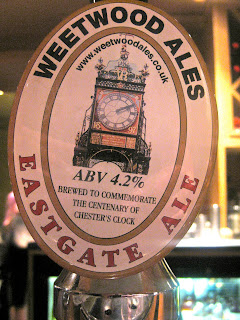 WEETWOOD ALES
www.weetwoodales.co.uk
ABV 4.2%
BREWED TO COMMEMORATE
THE CENTENARY OF
CHESTER'S CLOCK
EASTGATE ALE